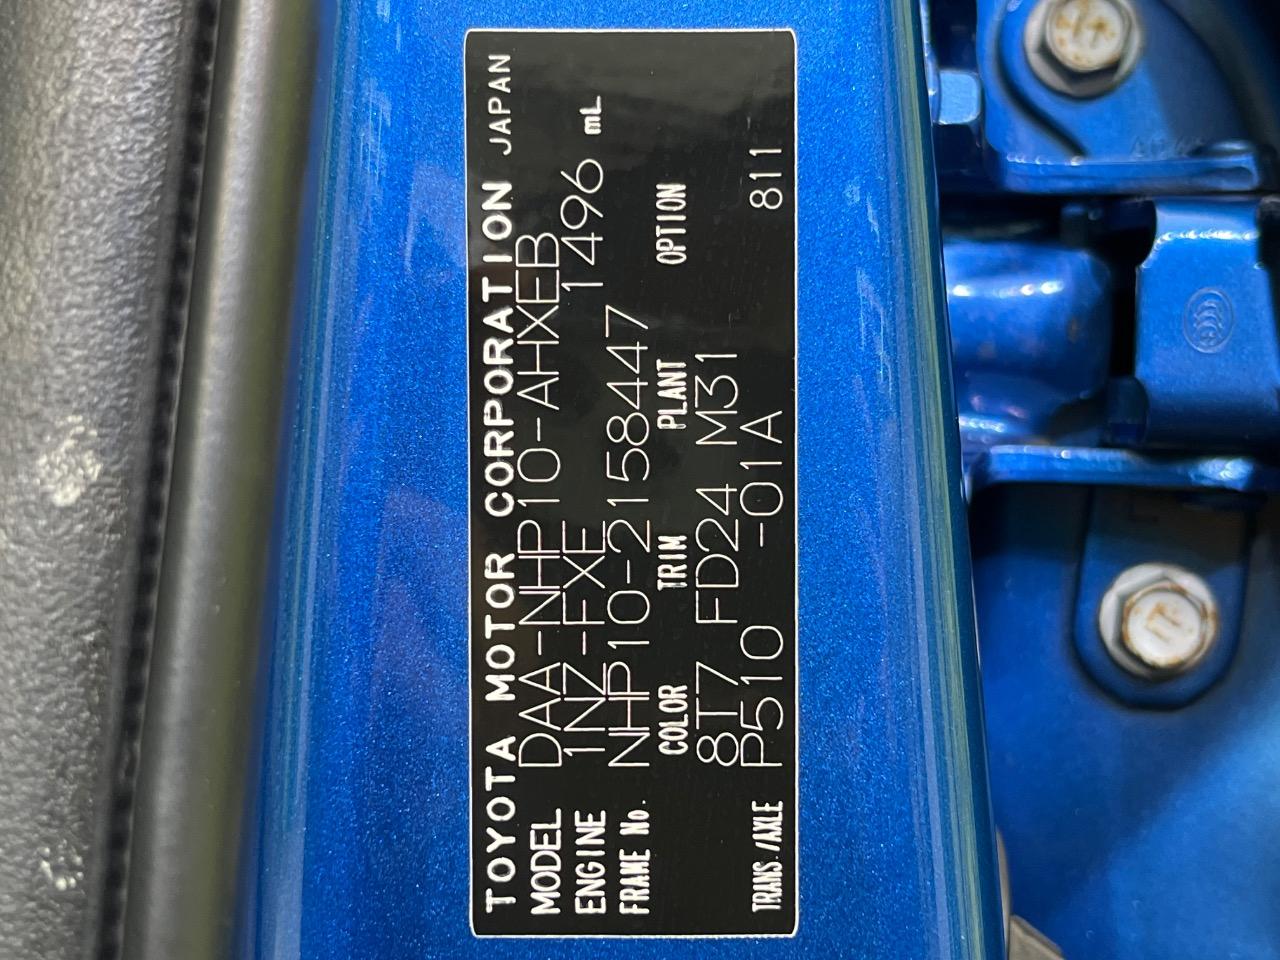 TOYOTA MOTOR CORPORATION JAPAN
MODEL DAA-NHP10-AHXEB
ENGINE 1NZ-FXE 1496 mL
FRAME No. NHP10-2158447
COLOR TRIM PLANT OPTION
8T7 FD24 M31
TRANS./AXLE P510 -01A 811